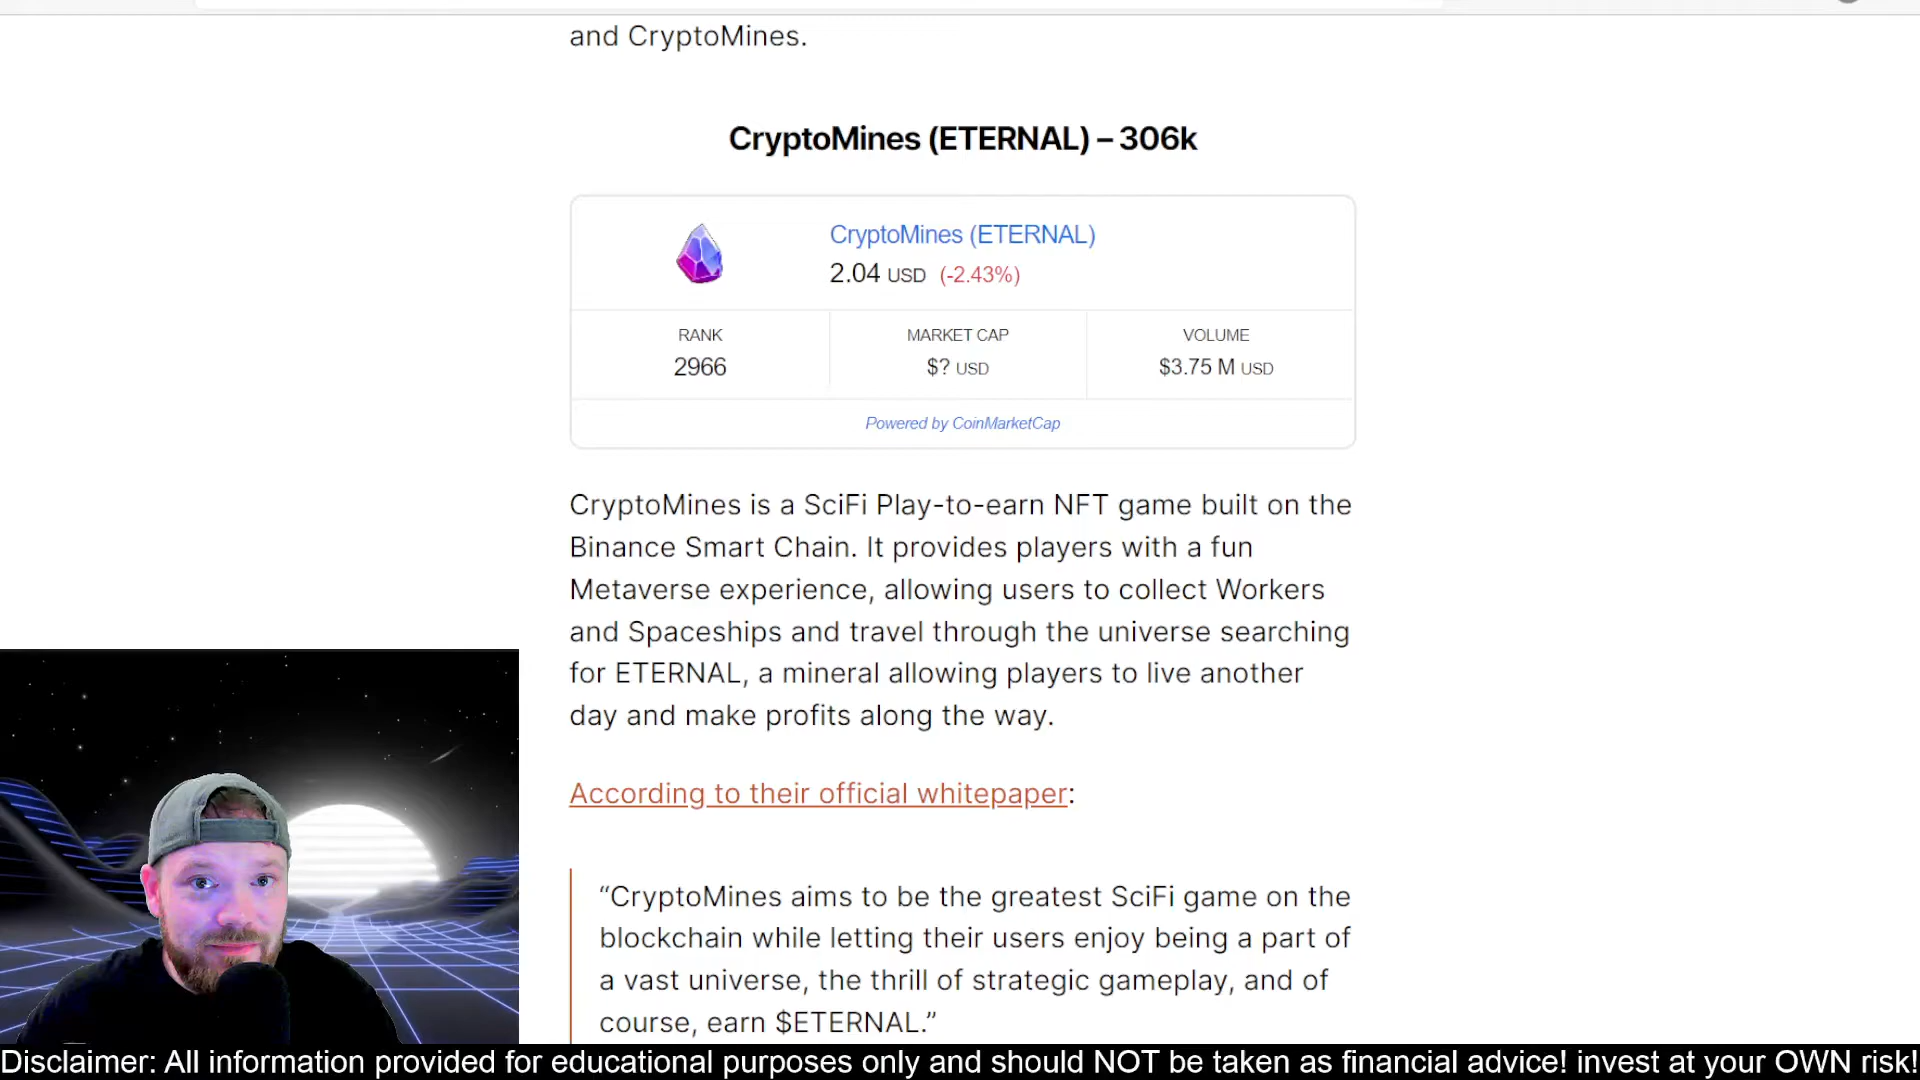 and CryptoMines.
CryptoMines (ETERNAL) – 306k
CryptoMines (ETERNAL)
2.04 USD (-2.43%)
RANK
2966
MARKET CAP
$? USD
VOLUME
$3.75 M USD
Powered by CoinMarketCap
CryptoMines is a SciFi Play-to-earn NFT game built on the
Binance Smart Chain. It provides players with a fun
Metaverse experience, allowing users to collect Workers
and Spaceships and travel through the universe searching
for ETERNAL, a mineral allowing players to live another
day and make profits along the way.
According to their official whitepaper:
“CryptoMines aims to be the greatest SciFi game on the
blockchain while letting their users enjoy being a part of
a vast universe, the thrill of strategic gameplay, and of
course, earn $ETERNAL.”
Disclaimer: All information provided for educational purposes only and should NOT be taken as financial advice! invest at your OWN risk!